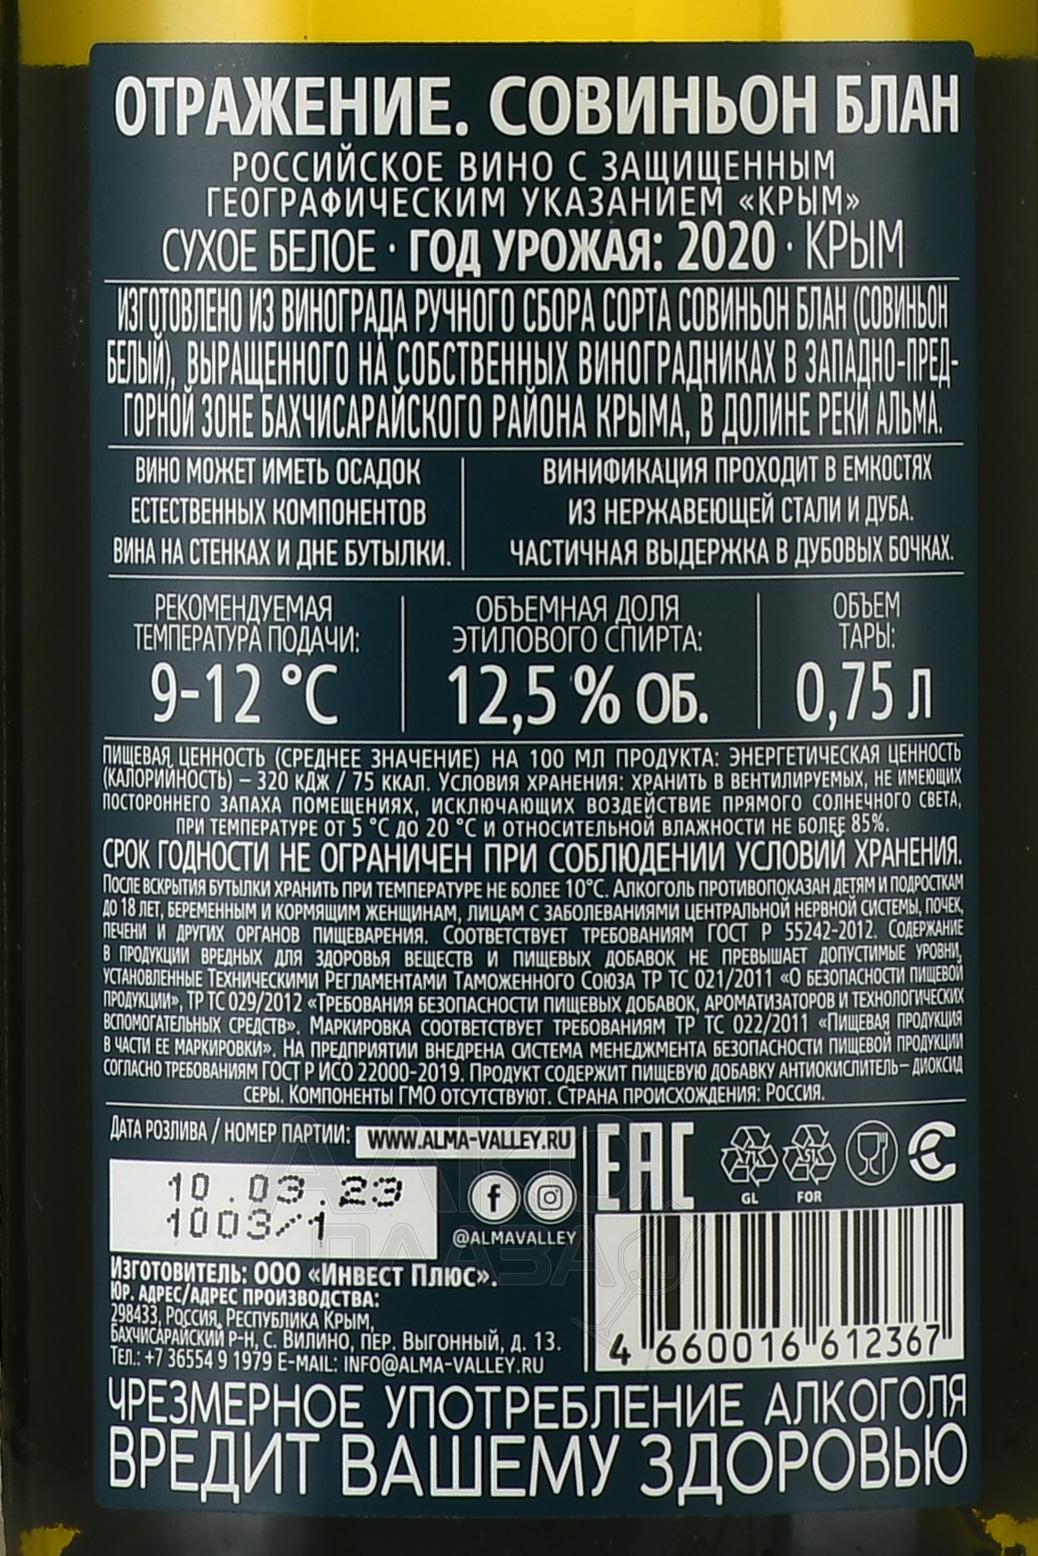 ОТРАЖЕНИЕ. СОВИНЬОН БЛАН
РОССИЙСКОЕ ВИНО С ЗАЩИЩЕННЫМ
ГЕОГРАФИЧЕСКИМ УКАЗАНИЕМ «КРЫМ»
СУХОЕ БЕЛОЕ · ГОД УРОЖАЯ: 2020 · КРЫМ
ИЗГОТОВЛЕНО ИЗ ВИНОГРАДА РУЧНОГО СБОРА СОРТА СОВИНЬОН БЛАН (СОВИНЬОН
БЕЛЫЙ), ВЫРАЩЕННОГО НА СОБСТВЕННЫХ ВИНОГРАДНИКАХ В ЗАПАДНО-ПРЕД-
ГОРНОЙ ЗОНЕ БАХЧИСАРАЙСКОГО РАЙОНА КРЫМА, В ДОЛИНЕ РЕКИ АЛЬМА.
ВИНО МОЖЕТ ИМЕТЬ ОСАДОК
ЕСТЕСТВЕННЫХ КОМПОНЕНТОВ
ВИНА НА СТЕНКАХ И ДНЕ БУТЫЛКИ.
ВИНИФИКАЦИЯ ПРОХОДИТ В ЕМКОСТЯХ
ИЗ НЕРЖАВЕЮЩЕЙ СТАЛИ И ДУБА.
ЧАСТИЧНАЯ ВЫДЕРЖКА В ДУБОВЫХ БОЧКАХ.
РЕКОМЕНДУЕМАЯ
ТЕМПЕРАТУРА ПОДАЧИ:
9-12 °C
ОБЪЕМНАЯ ДОЛЯ
ЭТИЛОВОГО СПИРТА:
12,5 % ОБ.
ОБЪЕМ
ТАРЫ:
0,75 Л
ПИЩЕВАЯ ЦЕННОСТЬ (СРЕДНЕЕ ЗНАЧЕНИЕ) НА 100 МЛ ПРОДУКТА: ЭНЕРГЕТИЧЕСКАЯ ЦЕННОСТЬ
(КАЛОРИЙНОСТЬ) – 320 КДЖ / 75 ККАЛ. УСЛОВИЯ ХРАНЕНИЯ: ХРАНИТЬ В ВЕНТИЛИРУЕМЫХ, НЕ ИМЕЮЩИХ
ПОСТОРОННЕГО ЗАПАХА ПОМЕЩЕНИЯХ, ИСКЛЮЧАЮЩИХ ВОЗДЕЙСТВИЕ ПРЯМОГО СОЛНЕЧНОГО СВЕТА,
ПРИ ТЕМПЕРАТУРЕ ОТ 5 °C ДО 20 °C И ОТНОСИТЕЛЬНОЙ ВЛАЖНОСТИ НЕ БОЛЕЕ 85%.
СРОК ГОДНОСТИ НЕ ОГРАНИЧЕН ПРИ СОБЛЮДЕНИИ УСЛОВИЙ ХРАНЕНИЯ.
ПОСЛЕ ВСКРЫТИЯ БУТЫЛКИ ХРАНИТЬ ПРИ ТЕМПЕРАТУРЕ НЕ БОЛЕЕ 10°C. АЛКОГОЛЬ ПРОТИВОПОКАЗАН ДЕТЯМ И ПОДРОСТКАМ
ДО 18 ЛЕТ, БЕРЕМЕННЫМ И КОРМЯЩИМ ЖЕНЩИНАМ, ЛИЦАМ С ЗАБОЛЕВАНИЯМИ ЦЕНТРАЛЬНОЙ НЕРВНОЙ СИСТЕМЫ, ПОЧЕК,
ПЕЧЕНИ И ДРУГИХ ОРГАНОВ ПИЩЕВАРЕНИЯ. СООТВЕТСТВУЕТ ТРЕБОВАНИЯМ ГОСТ Р 55242-2012. СОДЕРЖАНИЕ
В ПРОДУКЦИИ ВРЕДНЫХ ДЛЯ ЗДОРОВЬЯ ВЕЩЕСТВ И ПИЩЕВЫХ ДОБАВОК НЕ ПРЕВЫШАЕТ ДОПУСТИМЫЕ УРОВНИ,
УСТАНОВЛЕННЫЕ ТЕХНИЧЕСКИМИ РЕГЛАМЕНТАМИ ТАМОЖЕННОГО СОЮЗА ТР ТС 021/2011 «О БЕЗОПАСНОСТИ ПИЩЕВОЙ
ПРОДУКЦИИ», ТР ТС 029/2012 «ТРЕБОВАНИЯ БЕЗОПАСНОСТИ ПИЩЕВЫХ ДОБАВОК, АРОМАТИЗАТОРОВ И ТЕХНОЛОГИЧЕСКИХ
ВСПОМОГАТЕЛЬНЫХ СРЕДСТВ». МАРКИРОВКА СООТВЕТСТВУЕТ ТРЕБОВАНИЯМ ТР ТС 022/2011 «ПИЩЕВАЯ ПРОДУКЦИЯ
В ЧАСТИ ЕЕ МАРКИРОВКИ». НА ПРЕДПРИЯТИИ ВНЕДРЕНА СИСТЕМА МЕНЕДЖМЕНТА БЕЗОПАСНОСТИ ПИЩЕВОЙ ПРОДУКЦИИ
СОГЛАСНО ТРЕБОВАНИЯМ ГОСТ Р ИСО 22000-2019. ПРОДУКТ СОДЕРЖИТ ПИЩЕВУЮ ДОБАВКУ АНТИОКИСЛИТЕЛЬ – ДИОКСИД
СЕРЫ. КОМПОНЕНТЫ ГМО ОТСУТСТВУЮТ. СТРАНА ПРОИСХОЖДЕНИЯ: РОССИЯ.
ДАТА РОЗЛИВА / НОМЕР ПАРТИИ:
WWW.ALMA-VALLEY.RU
10.03.23
1003/1
@ALMAVALLEY
EAC
GL
FOR
ИЗГОТОВИТЕЛЬ: ООО «ИНВЕСТ ПЛЮС».
ЮР. АДРЕС/АДРЕС ПРОИЗВОДСТВА:
298433, РОССИЯ, РЕСПУБЛИКА КРЫМ,
БАХЧИСАРАЙСКИЙ Р-Н, С. ВИЛИНО, ПЕР. ВЫГОННЫЙ, Д. 13.
ТЕЛ.: +7 36554 9 1979 E-MAIL: INFO@ALMA-VALLEY.RU
4 660016 612367
ЧРЕЗМЕРНОЕ УПОТРЕБЛЕНИЕ АЛКОГОЛЯ
ВРЕДИТ ВАШЕМУ ЗДОРОВЬЮ